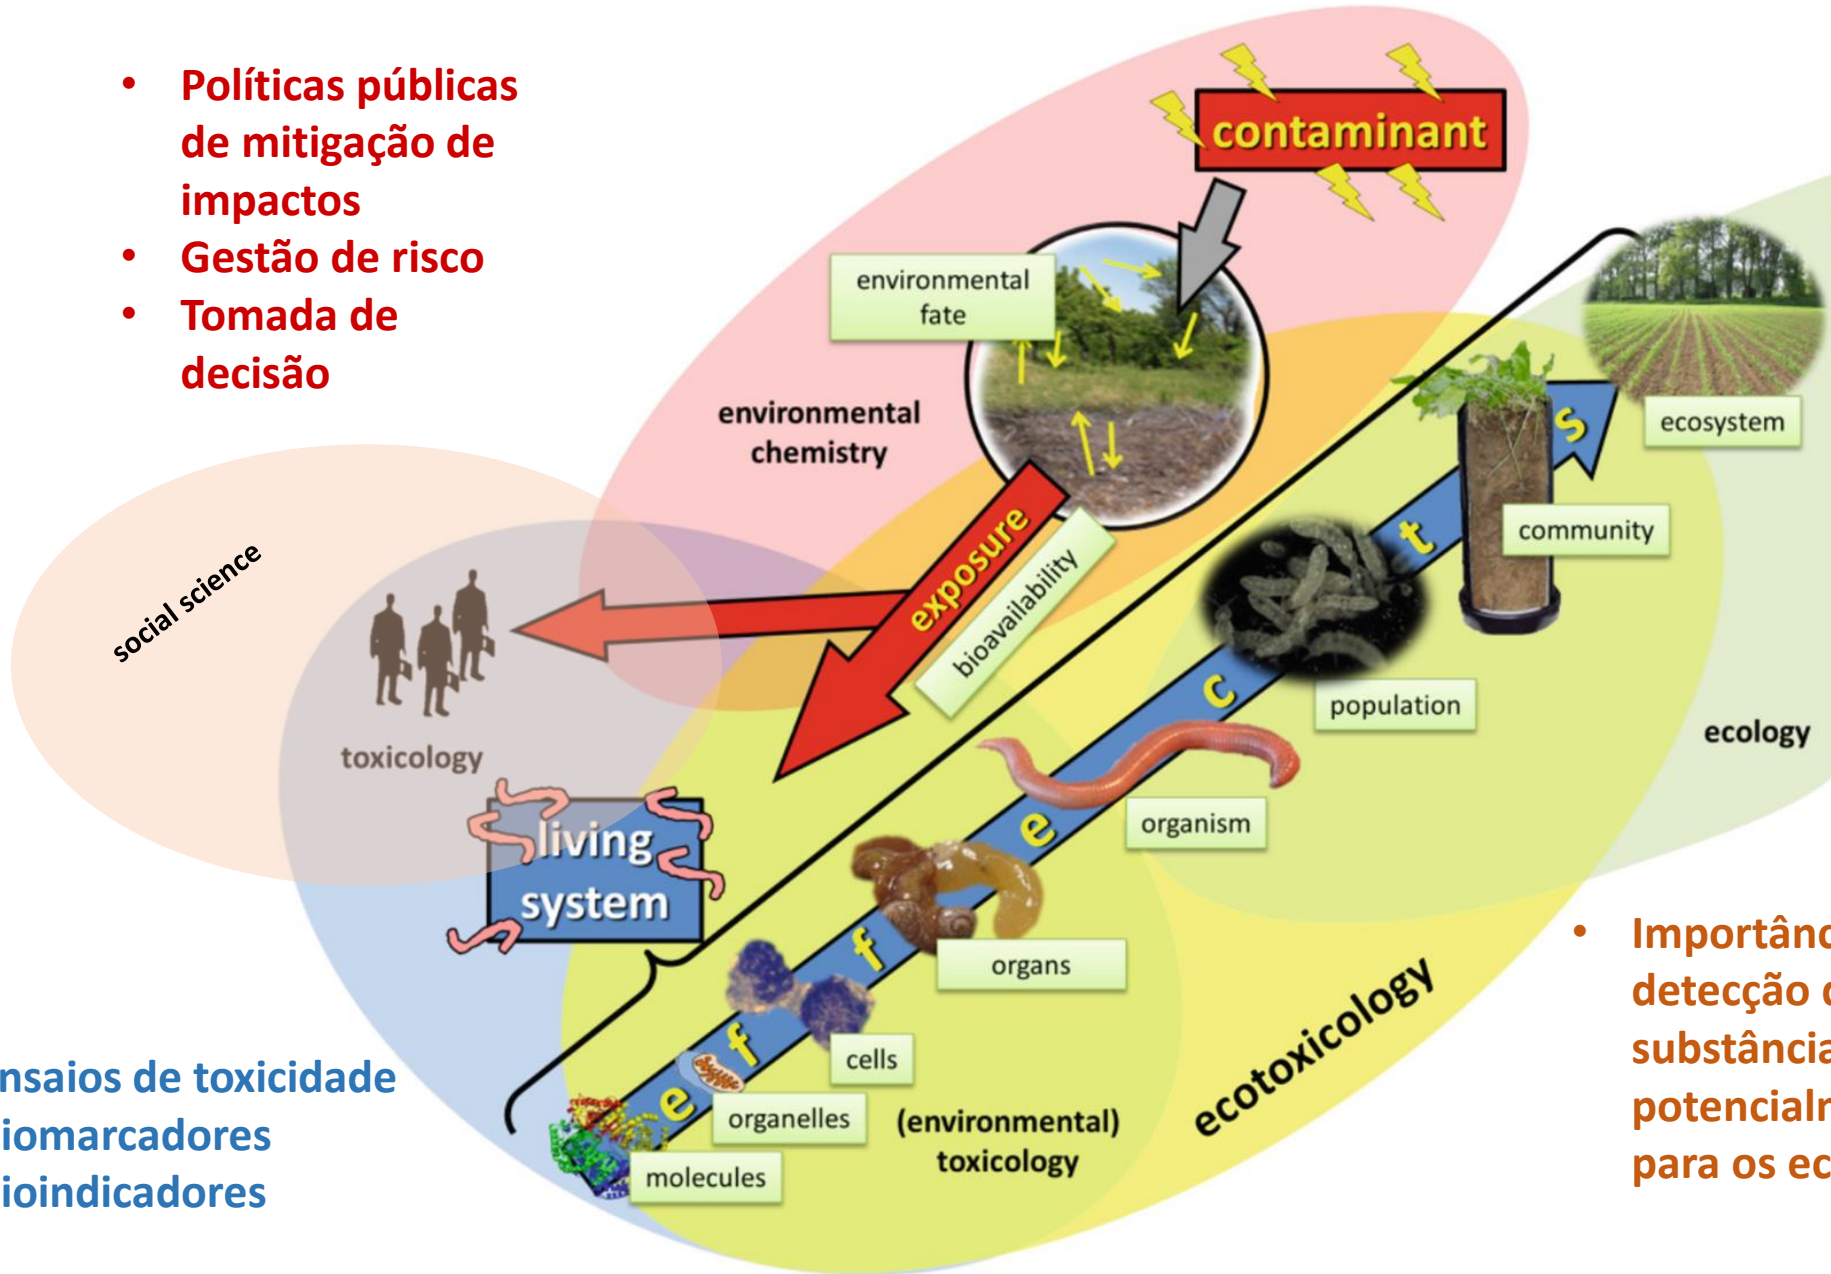 • Políticas públicas
de mitigação de
impactos
• Gestão de risco
• Tomada de
decisão
contaminant
environmental
fate
environmental
chemistry
ecosystem
community
exposure
bioavailability
social science
toxicology
population
ecology
organism
living
system
organs
effects
cells
organelles
molecules
(environmental)
toxicology
ecotoxicology
nsaios de toxicidade
iomarcadores
ioindicadores
• Importânc
detecção
substância
potencialr
para os ec